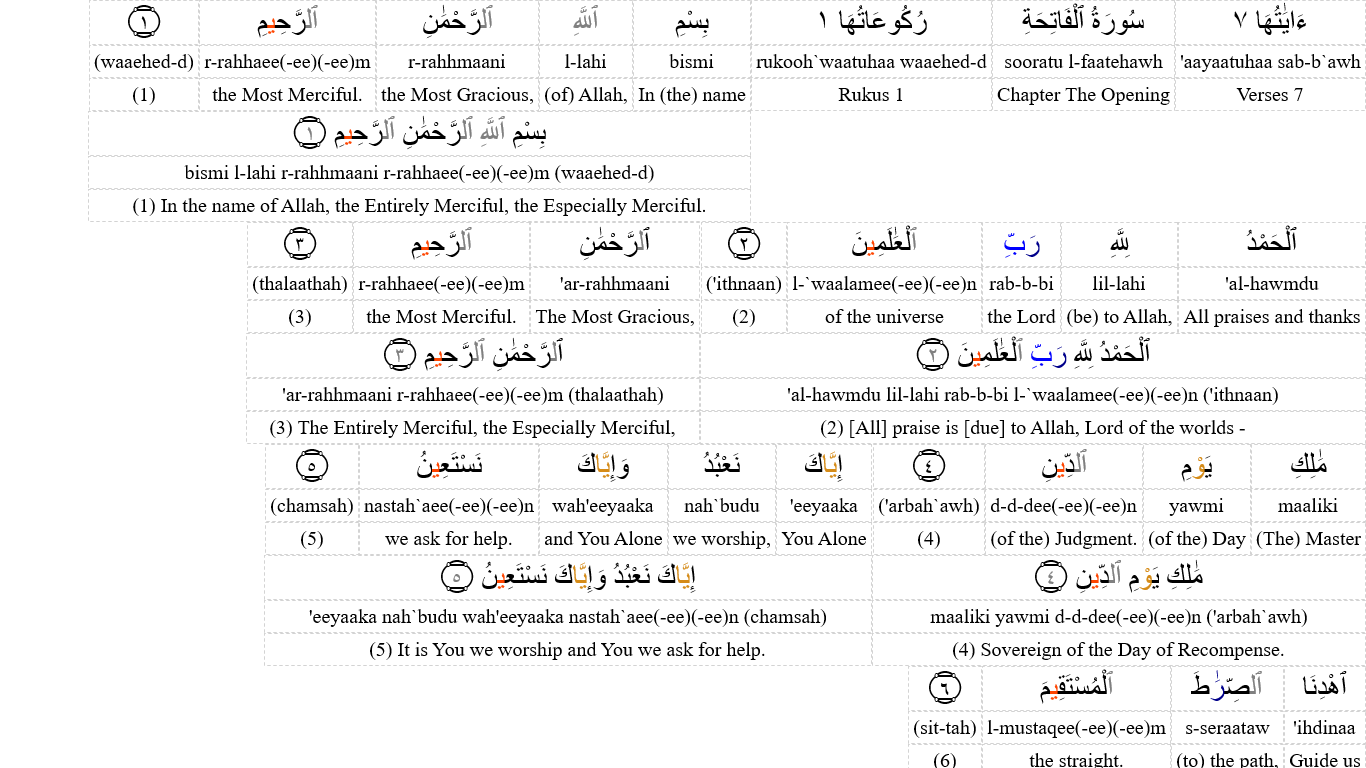 ءَايَٰتُهَا ٧ سُورَةُ ٱلْفَاتِحَةِ رُكُوعَاتُهَا ١ بِسْمِ ٱللَّهِ ٱلرَّحْمَٰنِ ٱلرَّحِيمِ ١
'aayaatuhaa sab-b`awh sooratu l-faatehawh rukooh`waatuhaa waaehed-d bismi l-lahi r-rahhmaani r-rahhaee(-ee)(-ee)m (waaehed-d)
Verses 7 Chapter The Opening Rukus 1 In (the) name (of) Allah, the Most Gracious, the Most Merciful. (1)
بِسْمِ ٱللَّهِ ٱلرَّحْمَٰنِ ٱلرَّحِيمِ ١
bismi l-lahi r-rahhmaani r-rahhaee(-ee)(-ee)m (waaehed-d)
(1) In the name of Allah, the Entirely Merciful, the Especially Merciful.
ٱلْحَمْدُ لِلَّهِ رَبِّ ٱلْعَٰلَمِينَ ٢ ٱلرَّحْمَٰنِ ٱلرَّحِيمِ ٣
'al-hawmdu lil-lahi rab-b-bi l-`waalamee(-ee)(-ee)n ('ithnaan) 'ar-rahhmaani r-rahhaee(-ee)(-ee)m (thalaathah)
All praises and thanks (be) to Allah, the Lord of the universe (2) The Most Gracious, the Most Merciful. (3)
ٱلْحَمْدُ لِلَّهِ رَبِّ ٱلْعَٰلَمِينَ ٢ ٱلرَّحْمَٰنِ ٱلرَّحِيمِ ٣
'al-hawmdu lil-lahi rab-b-bi l-`waalamee(-ee)(-ee)n ('ithnaan) 'ar-rahhmaani r-rahhaee(-ee)(-ee)m (thalaathah)
(2) [All] praise is [due] to Allah, Lord of the worlds - (3) The Entirely Merciful, the Especially Merciful,
مَٰلِكِ يَوْمِ ٱلدِّينِ ٤ إِيَّاكَ نَعْبُدُ وَإِيَّاكَ نَسْتَعِينُ ٥
maaliki yawmi d-d-dee(-ee)(-ee)n ('arbah`awh) 'eeyaaka nah`budu wah'eeyaaka nastah`aee(-ee)(-ee)n (chamsah)
(The) Master (of the) Day (of the) Judgment. (4) You Alone we worship, and You Alone we ask for help. (5)
مَٰلِكِ يَوْمِ ٱلدِّينِ ٤ إِيَّاكَ نَعْبُدُ وَإِيَّاكَ نَسْتَعِينُ ٥
maaliki yawmi d-d-dee(-ee)(-ee)n ('arbah`awh) 'eeyaaka nah`budu wah'eeyaaka nastah`aee(-ee)(-ee)n (chamsah)
(4) Sovereign of the Day of Recompense. (5) It is You we worship and You we ask for help.
ٱهْدِنَا ٱلصِّرَٰطَ ٱلْمُسْتَقِيمَ ٦
'ihdinaa s-seraataw l-mustaqee(-ee)(-ee)m (sit-tah)
Guide us (to) the path, the straight. (6)